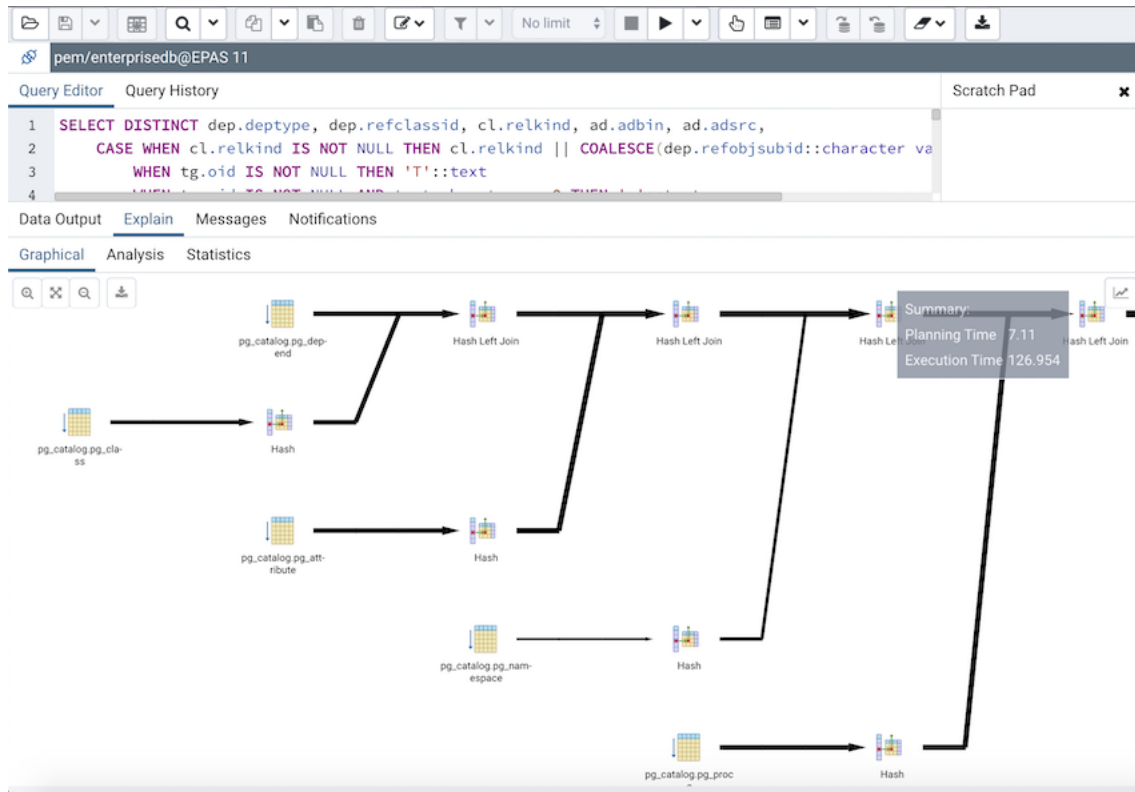 No limit
pem/enterprisedb@EPAS 11
Query Editor Query History
Scratch Pad
1 SELECT DISTINCT dep.deptype, dep.refclassid, cl.relkind, ad.adbin, ad.adsrc,
2 CASE WHEN cl.relkind IS NOT NULL THEN cl.relkind || COALESCE(dep.refobjsubid::character va
3 WHEN tg.oid IS NOT NULL THEN 'T'::text
4
Data Output Explain Messages Notifications
Graphical Analysis Statistics
Summary:
Planning Time 7.11
Execution Time 126.954
pg_catalog.pg_dep-
end
Hash Left Join
Hash Left Join
Hash Left Join
Hash Left Join
pg_catalog.pg_cla-
ss
Hash
pg_catalog.pg_att-
ribute
Hash
pg_catalog.pg_nam-
espace
Hash
pg_catalog.pg_proc
Hash